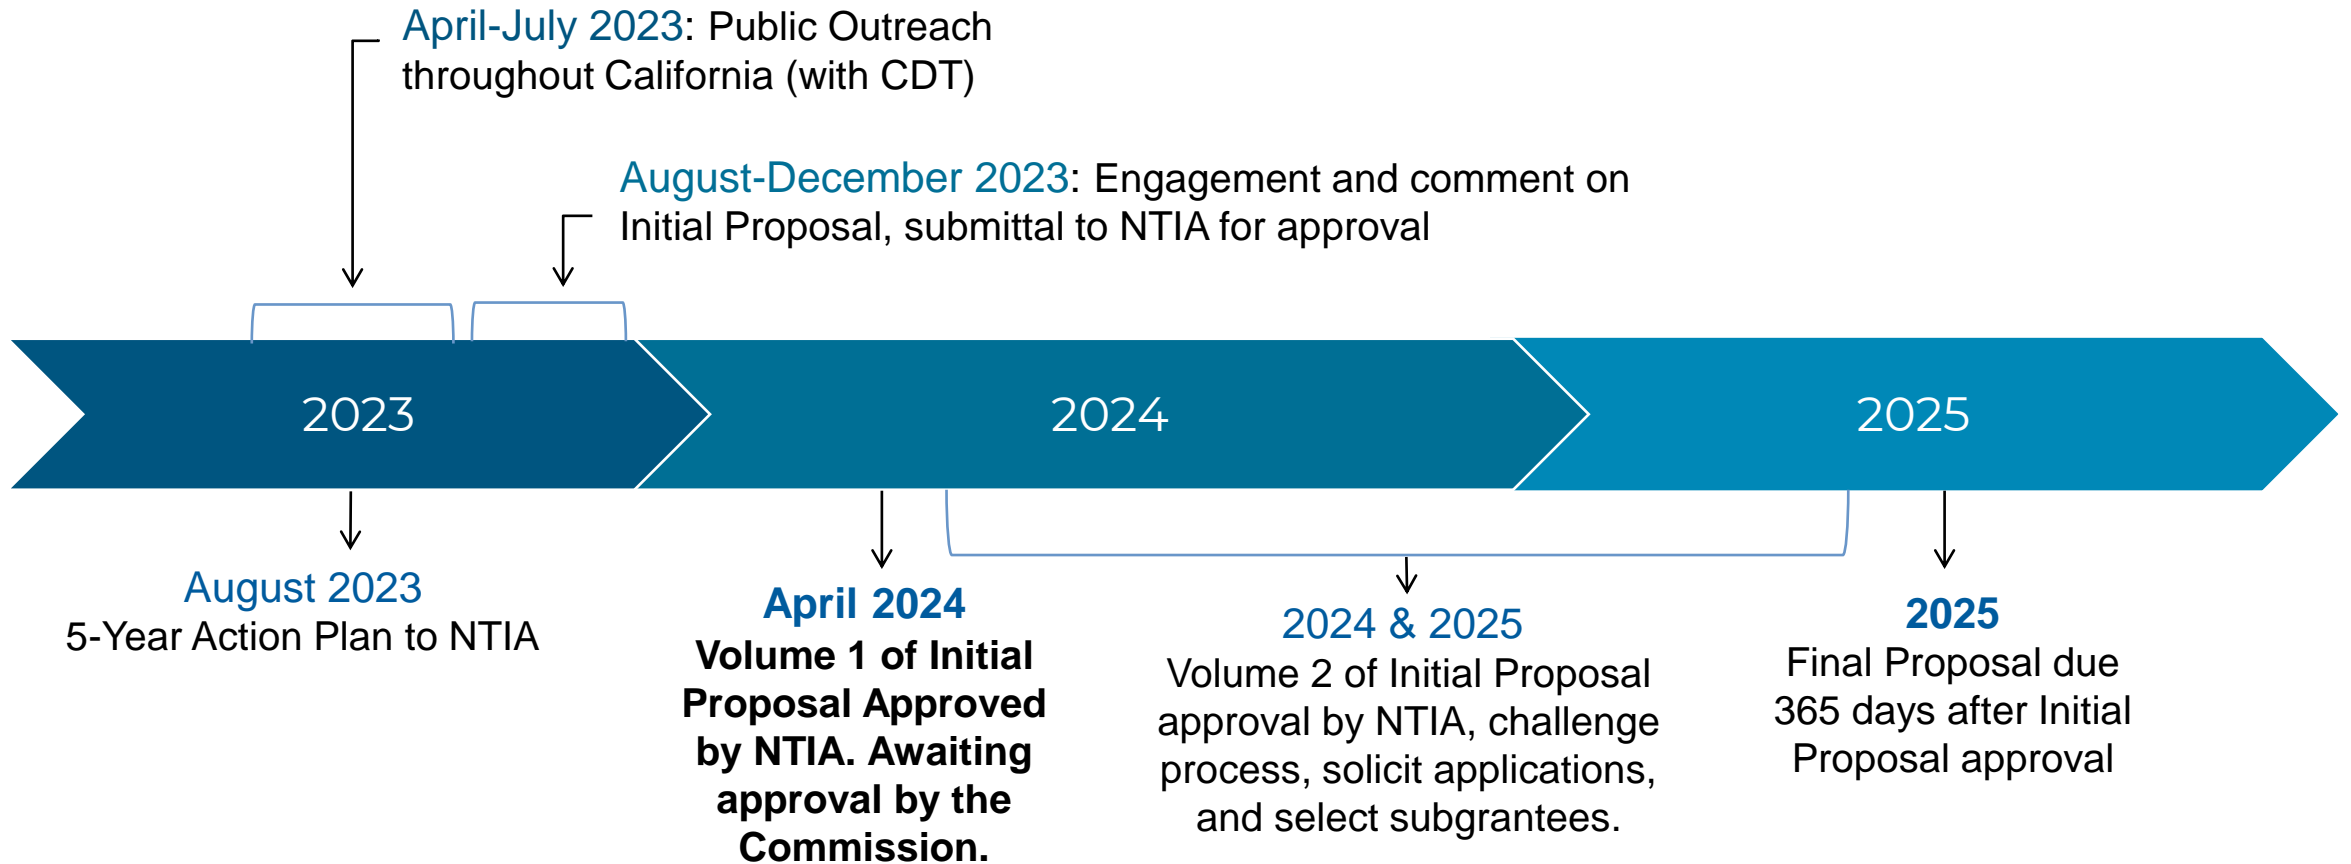 April-July 2023: Public Outreach
throughout California (with CDT)
August-December 2023: Engagement and comment on
Initial Proposal, submittal to NTIA for approval
2023
2024
2025
August 2023
5-Year Action Plan to NTIA
April 2024
Volume 1 of Initial
Proposal Approved
by NTIA. Awaiting
approval by the
Commission.
2024 & 2025
Volume 2 of Initial Proposal
approval by NTIA, challenge
process, solicit applications,
and select subgrantees.
2025
Final Proposal due
365 days after Initial
Proposal approval